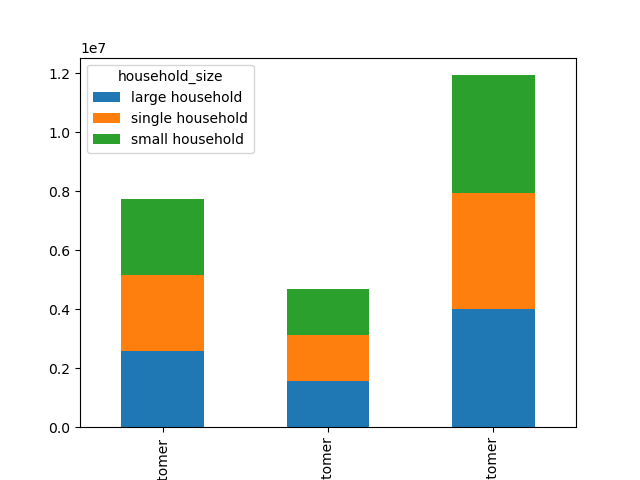 1e7
household_size
large household
single household
small household
1.2
1.0
0.8
0.6
0.4
0.2
0.0
tomer
tomer
tomer